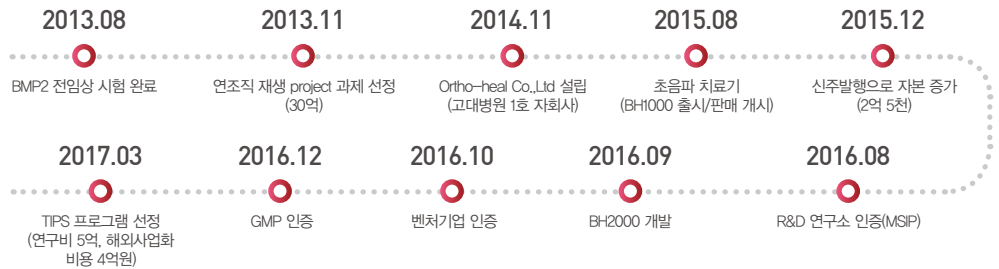 2013.08
BMP2 전임상 시험 완료
2013.11
연조직 재생 project 과제 선정
(30억)
2014.11
Ortho-heal Co.,Ltd 설립
(고대병원 1호 자회사)
2015.08
초음파 치료기
(BH1000 출시/판매 개시)
2015.12
신주발행으로 자본 증가
(2억 5천)
2016.08
R&D 연구소 인증(MSIP)
2016.09
BH2000 개발
2016.10
벤처기업 인증
2016.12
GMP 인증
2017.03
TIPS 프로그램 선정
(연구비 5억, 해외사업화
비용 4억원)